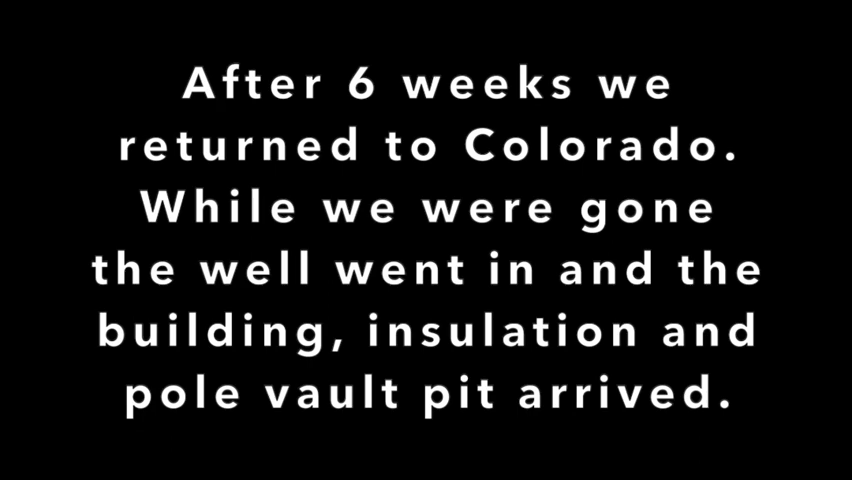 After 6 weeks we
returned to Colorado.
While we were gone
the well went in and the
building, insulation and
pole vault pit arrived.